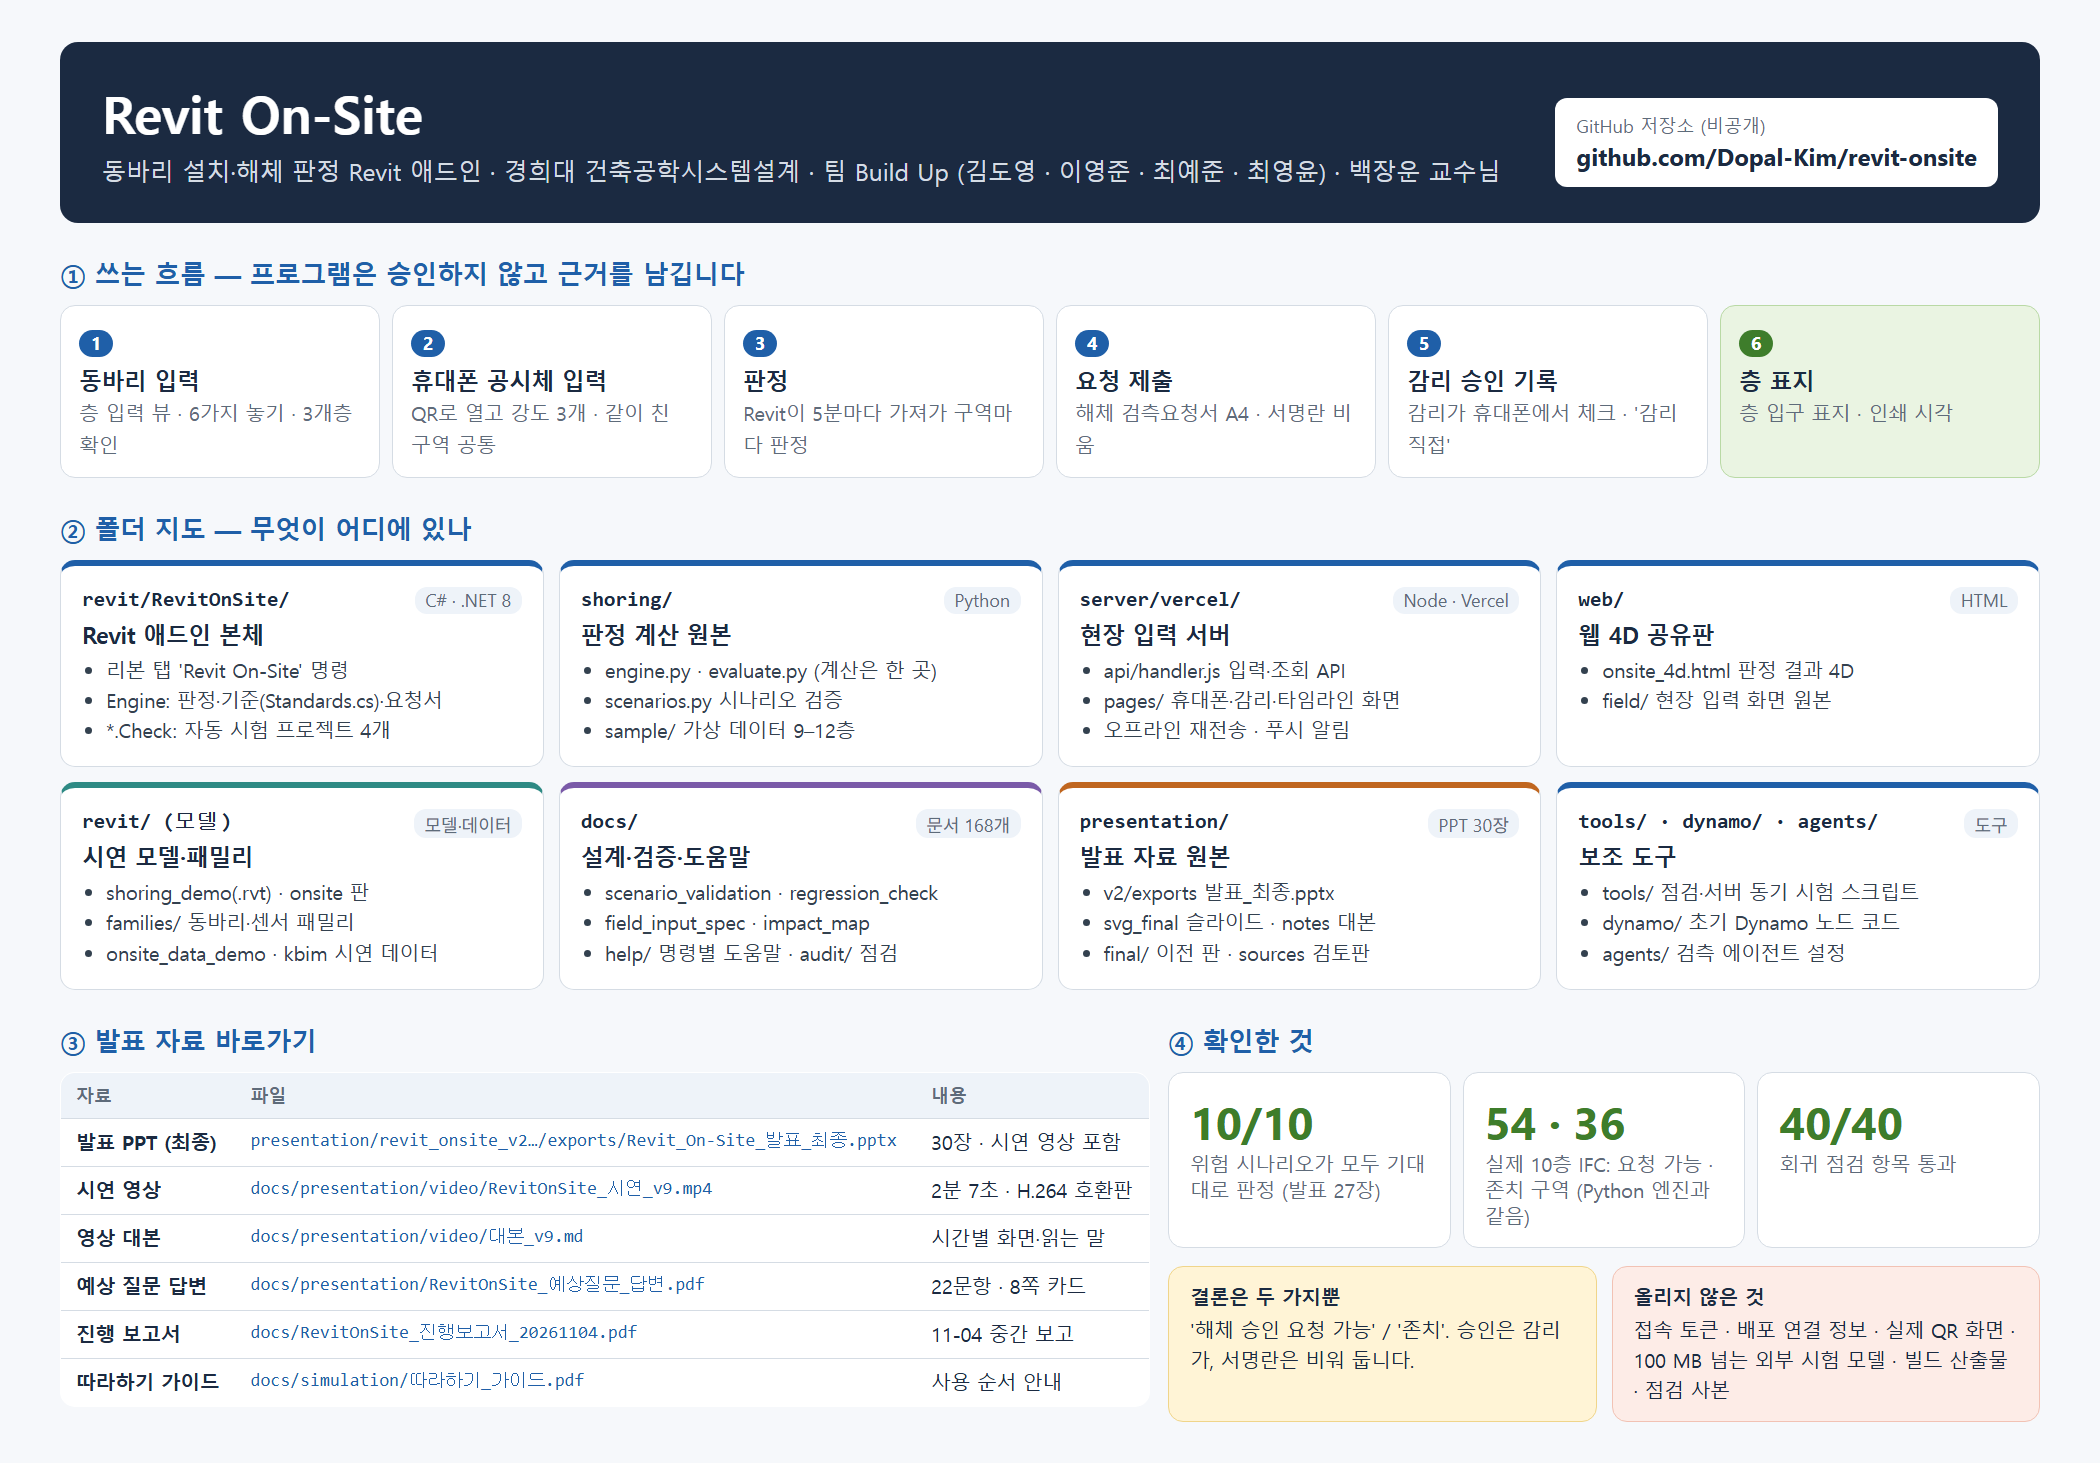 Revit On-Site
동바리 설치·해체 판정 Revit 애드인 · 경희대 건축공학시스템설계 · 팀 Build Up (김도영 · 이영준 · 최예준 · 최영윤) · 백장운 교수님
GitHub 저장소 (비공개)
github.com/Dopal-Kim/revit-onsite
① 쓰는 흐름 — 프로그램은 승인하지 않고 근거를 남깁니다
1
동바리 입력
층 입력 뷰 · 6가지 놓기 · 3개층
확인
2
휴대폰 공시체 입력
QR로 열고 강도 3개 · 같이 친
구역 공통
3
판정
Revit이 5분마다 가져가 구역마
다 판정
4
요청 제출
해체 검측요청서 A4 · 서명란 비
움
5
감리 승인 기록
감리가 휴대폰에서 체크 · '감리
직접'
6
층 표지
층 입구 표지 · 인쇄 시각
② 폴더 지도 — 무엇이 어디에 있나
revit/RevitOnSite/
C# · .NET 8
Revit 애드인 본체
• 리본 탭 'Revit On-Site' 명령
• Engine: 판정·기준(Standards.cs)·요청서
• *.Check: 자동 시험 프로젝트 4개
shoring/
Python
판정 계산 원본
• engine.py · evaluate.py (계산은 한 곳)
• scenarios.py 시나리오 검증
• sample/ 가상 데이터 9–12층
server/vercel/
Node · Vercel
현장 입력 서버
• api/handler.js 입력·조회 API
• pages/ 휴대폰·감리·타임라인 화면
• 오프라인 재전송 · 푸시 알림
web/
HTML
웹 4D 공유판
• onsite_4d.html 판정 결과 4D
• field/ 현장 입력 화면 원본
revit/ (모델)
모델·데이터
시연 모델·패밀리
• shoring_demo(.rvt) · onsite 판
• families/ 동바리·센서 패밀리
• onsite_data_demo · kbim 시연 데이터
docs/
문서 168개
설계·검증·도움말
• scenario_validation · regression_check
• field_input_spec · impact_map
• help/ 명령별 도움말 · audit/ 점검
presentation/
PPT 30장
발표 자료 원본
• v2/exports 발표_최종.pptx
• svg_final 슬라이드 · notes 대본
• final/ 이전 판 · sources 검토판
tools/ · dynamo/ · agents/
도구
보조 도구
• tools/ 점검·서버 동기 시험 스크립트
• dynamo/ 초기 Dynamo 노드 코드
• agents/ 검측 에이전트 설정
③ 발표 자료 바로가기
자료 파일 내용
발표 PPT (최종) presentation/revit_onsite_v2…/exports/Revit_On-Site_발표_최종.pptx 30장 · 시연 영상 포함
시연 영상 docs/presentation/video/RevitOnSite_시연_v9.mp4 2분 7초 · H.264 호환판
영상 대본 docs/presentation/video/대본_v9.md 시간별 화면·읽는 말
예상 질문 답변 docs/presentation/RevitOnSite_예상질문_답변.pdf 22문항 · 8쪽 카드
진행 보고서 docs/RevitOnSite_진행보고서_20261104.pdf 11-04 중간 보고
따라하기 가이드 docs/simulation/따라하기_가이드.pdf 사용 순서 안내
④ 확인한 것
10/10
위험 시나리오가 모두 기대
대로 판정 (발표 27장)
54 · 36
실제 10층 IFC: 요청 가능 ·
존치 구역 (Python 엔진과
같음)
40/40
회귀 점검 항목 통과
결론은 두 가지뿐
'해체 승인 요청 가능' / '존치'. 승인은 감리
가, 서명란은 비워 둡니다.
올리지 않은 것
접속 토큰 · 배포 연결 정보 · 실제 QR 화면 ·
100 MB 넘는 외부 시험 모델 · 빌드 산출물
· 점검 사본